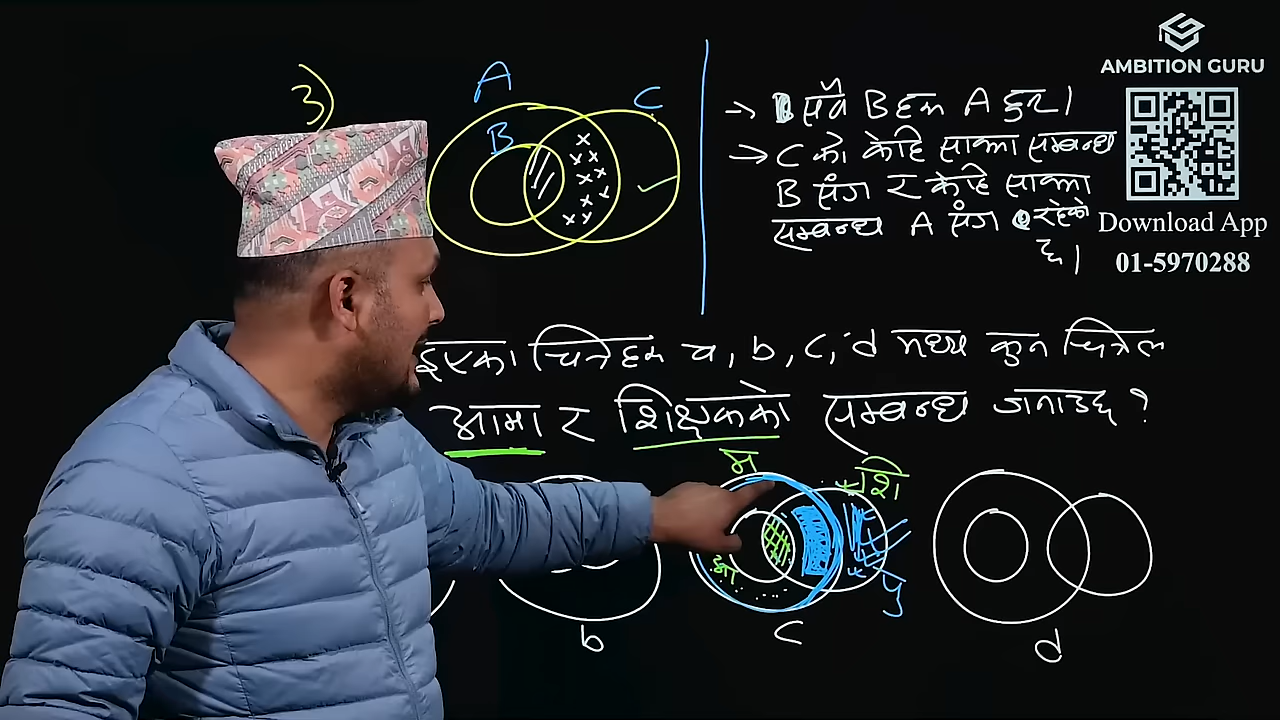 3)
A
B
C
→ सबै B हरू A हुन् ।
→ C को केहि साझा सम्बन्ध
B संग र केहि साझा
सम्बन्ध A संग रहेको
छ ।
AMBITION GURU
Download App
01-5970288
चित्रहरू a, b, c, d मध्ये कुन चित्रले
आमा र शिक्षकको सम्बन्ध जनाउछ ?
म
शि
आ
पु
b
c
d